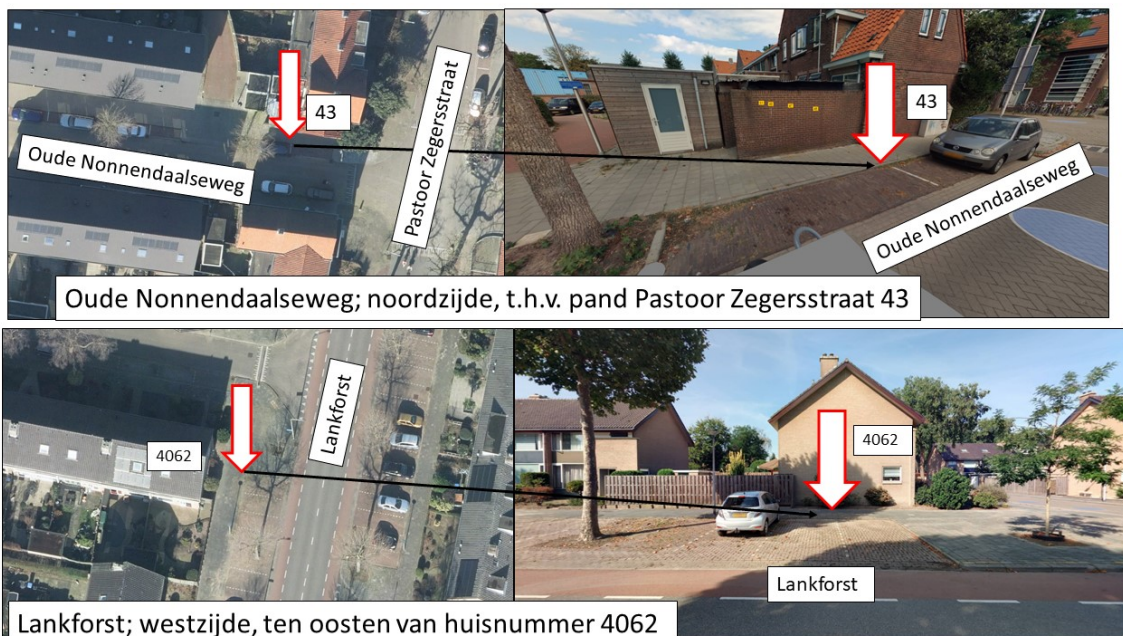 43
Oude Nonnendaalseweg
Pastoor Zegersstraat
43
Oude Nonnendaalseweg
Oude Nonnendaalseweg; noordzijde, t.h.v. pand Pastoor Zegersstraat 43
4062
Lankforst
4062
Lankforst
Lankforst; westzijde, ten oosten van huisnummer 4062